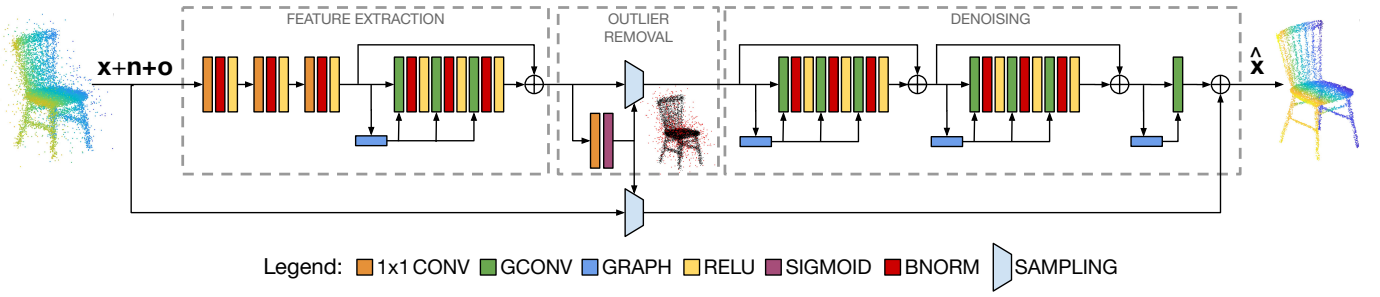 FEATURE EXTRACTION
OUTLIER
REMOVAL
DENOISING
x+n+o
x̂
Legend: 1x1 CONV GCONV GRAPH RELU SIGMOID BNORM SAMPLING